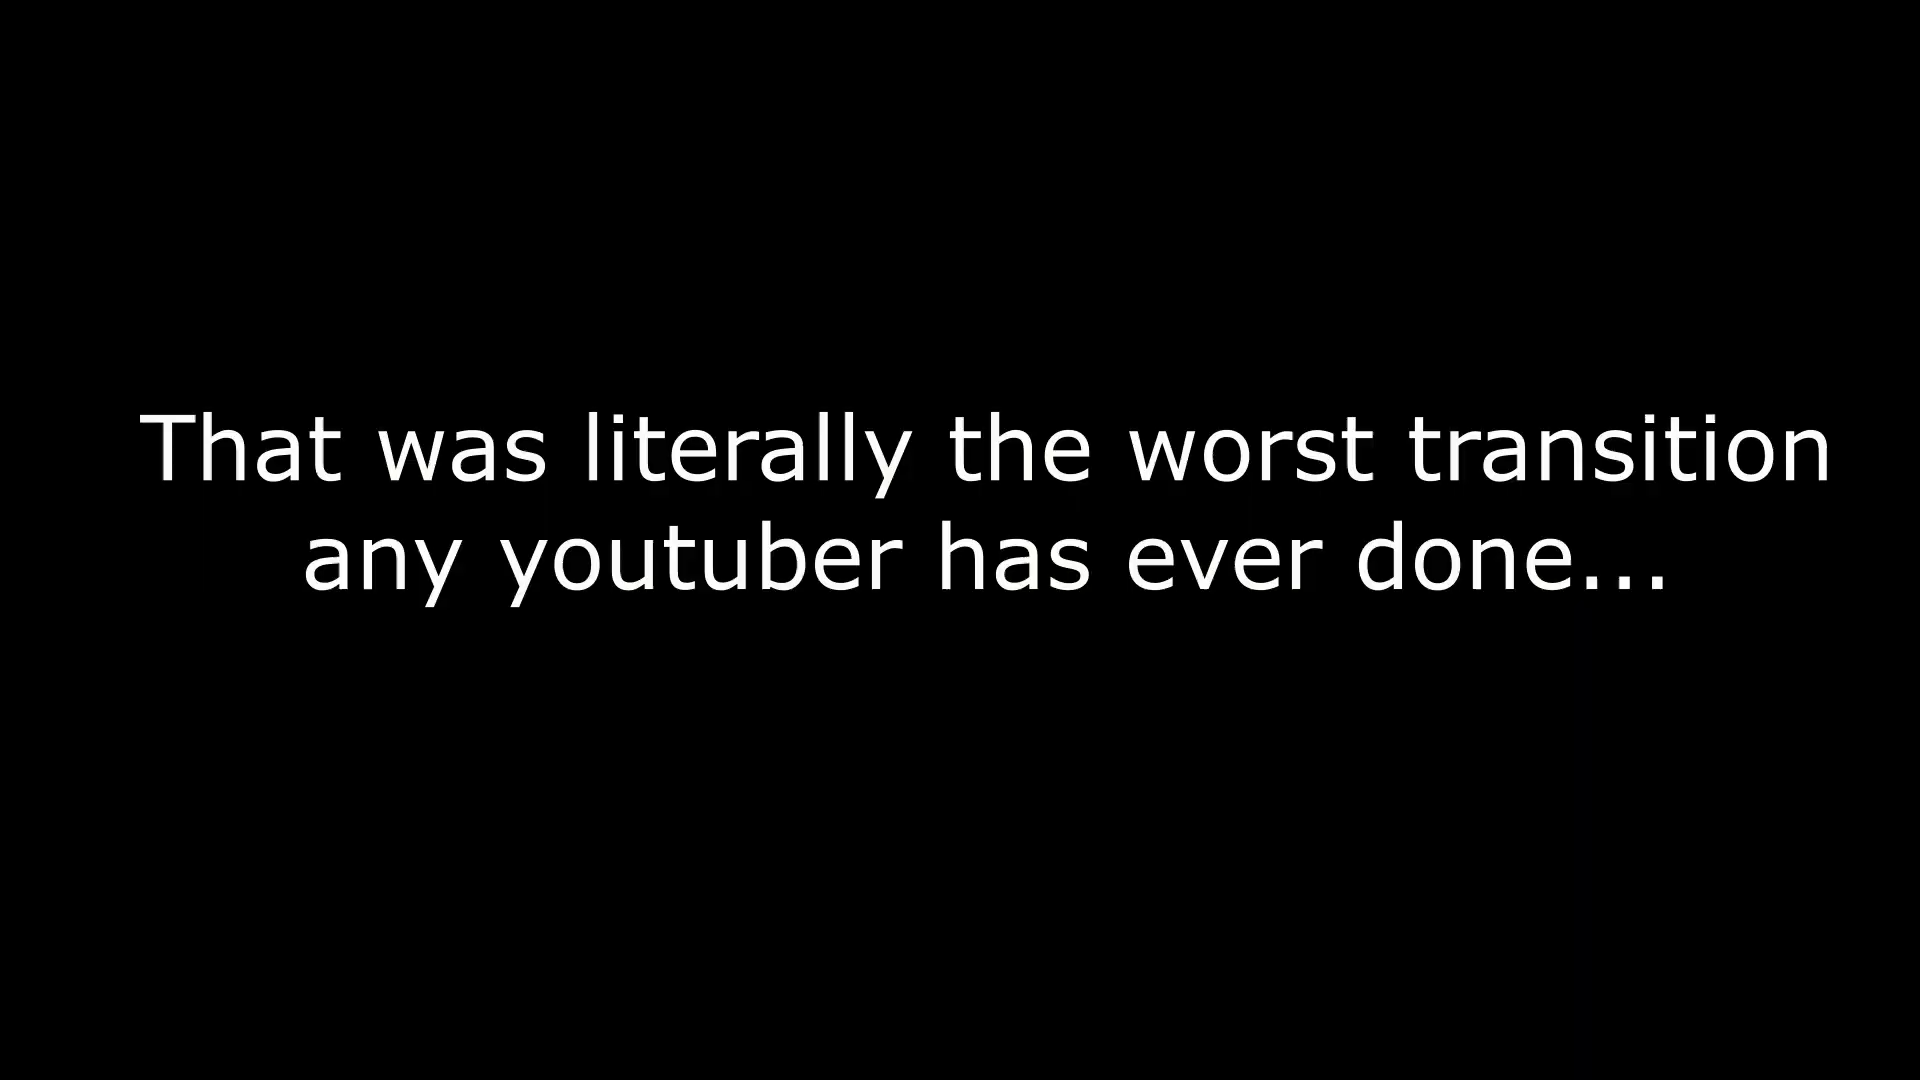 That was literally the worst transition
any youtuber has ever done...